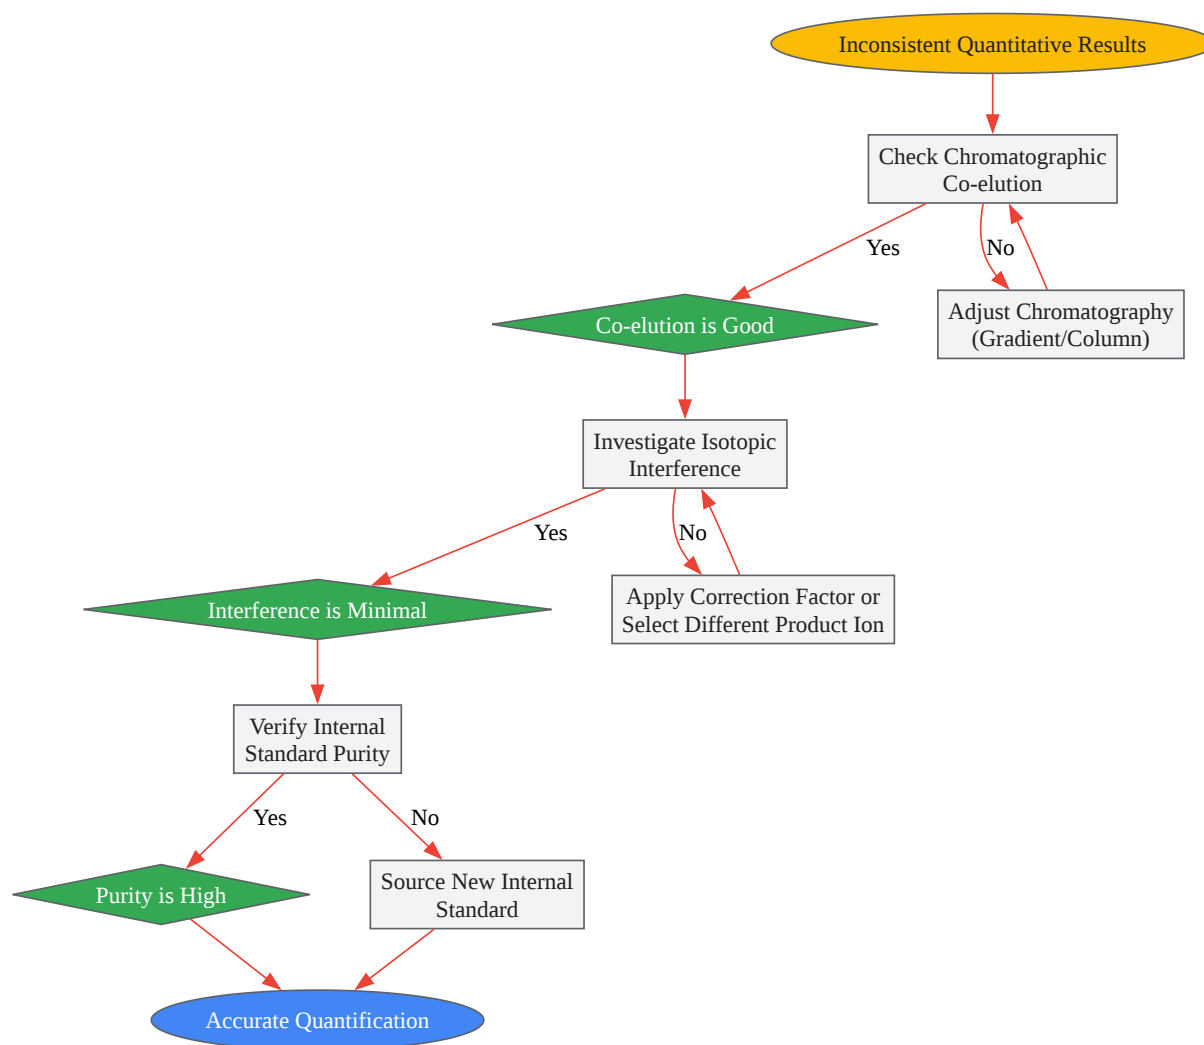 Inconsistent Quantitative Results
Check Chromatographic
Co-elution
Yes
No
Adjust Chromatography
(Gradient/Column)
Co-elution is Good
Investigate Isotopic
Interference
Yes
No
Apply Correction Factor or
Select Different Product Ion
Interference is Minimal
Verify Internal
Standard Purity
Yes
No
Purity is High
Source New Internal
Standard
Accurate Quantification